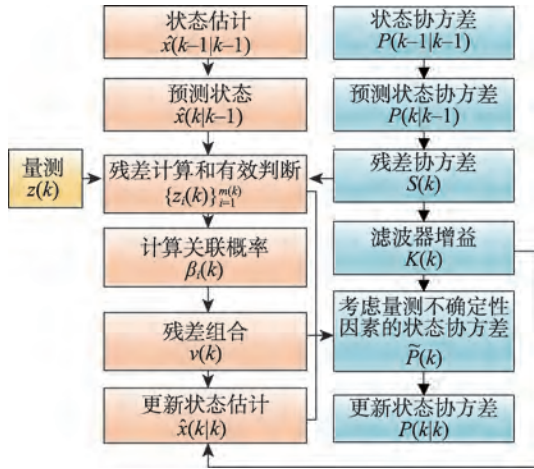 状态估计
x̂(k–1|k–1)
预测状态
x̂(k|k–1)
量测
z(k)
残差计算和有效判断
{zᵢ(k)}ᵢ₌₁ᵐ⁽ᵏ⁾
计算关联概率
βᵢ(k)
残差组合
v(k)
更新状态估计
x̂(k|k)
状态协方差
P(k–1|k–1)
预测状态协方差
P(k|k–1)
残差协方差
S(k)
滤波器增益
K(k)
考虑量测不确定性
因素的状态协方差
P̃(k)
更新状态协方差
P(k|k)